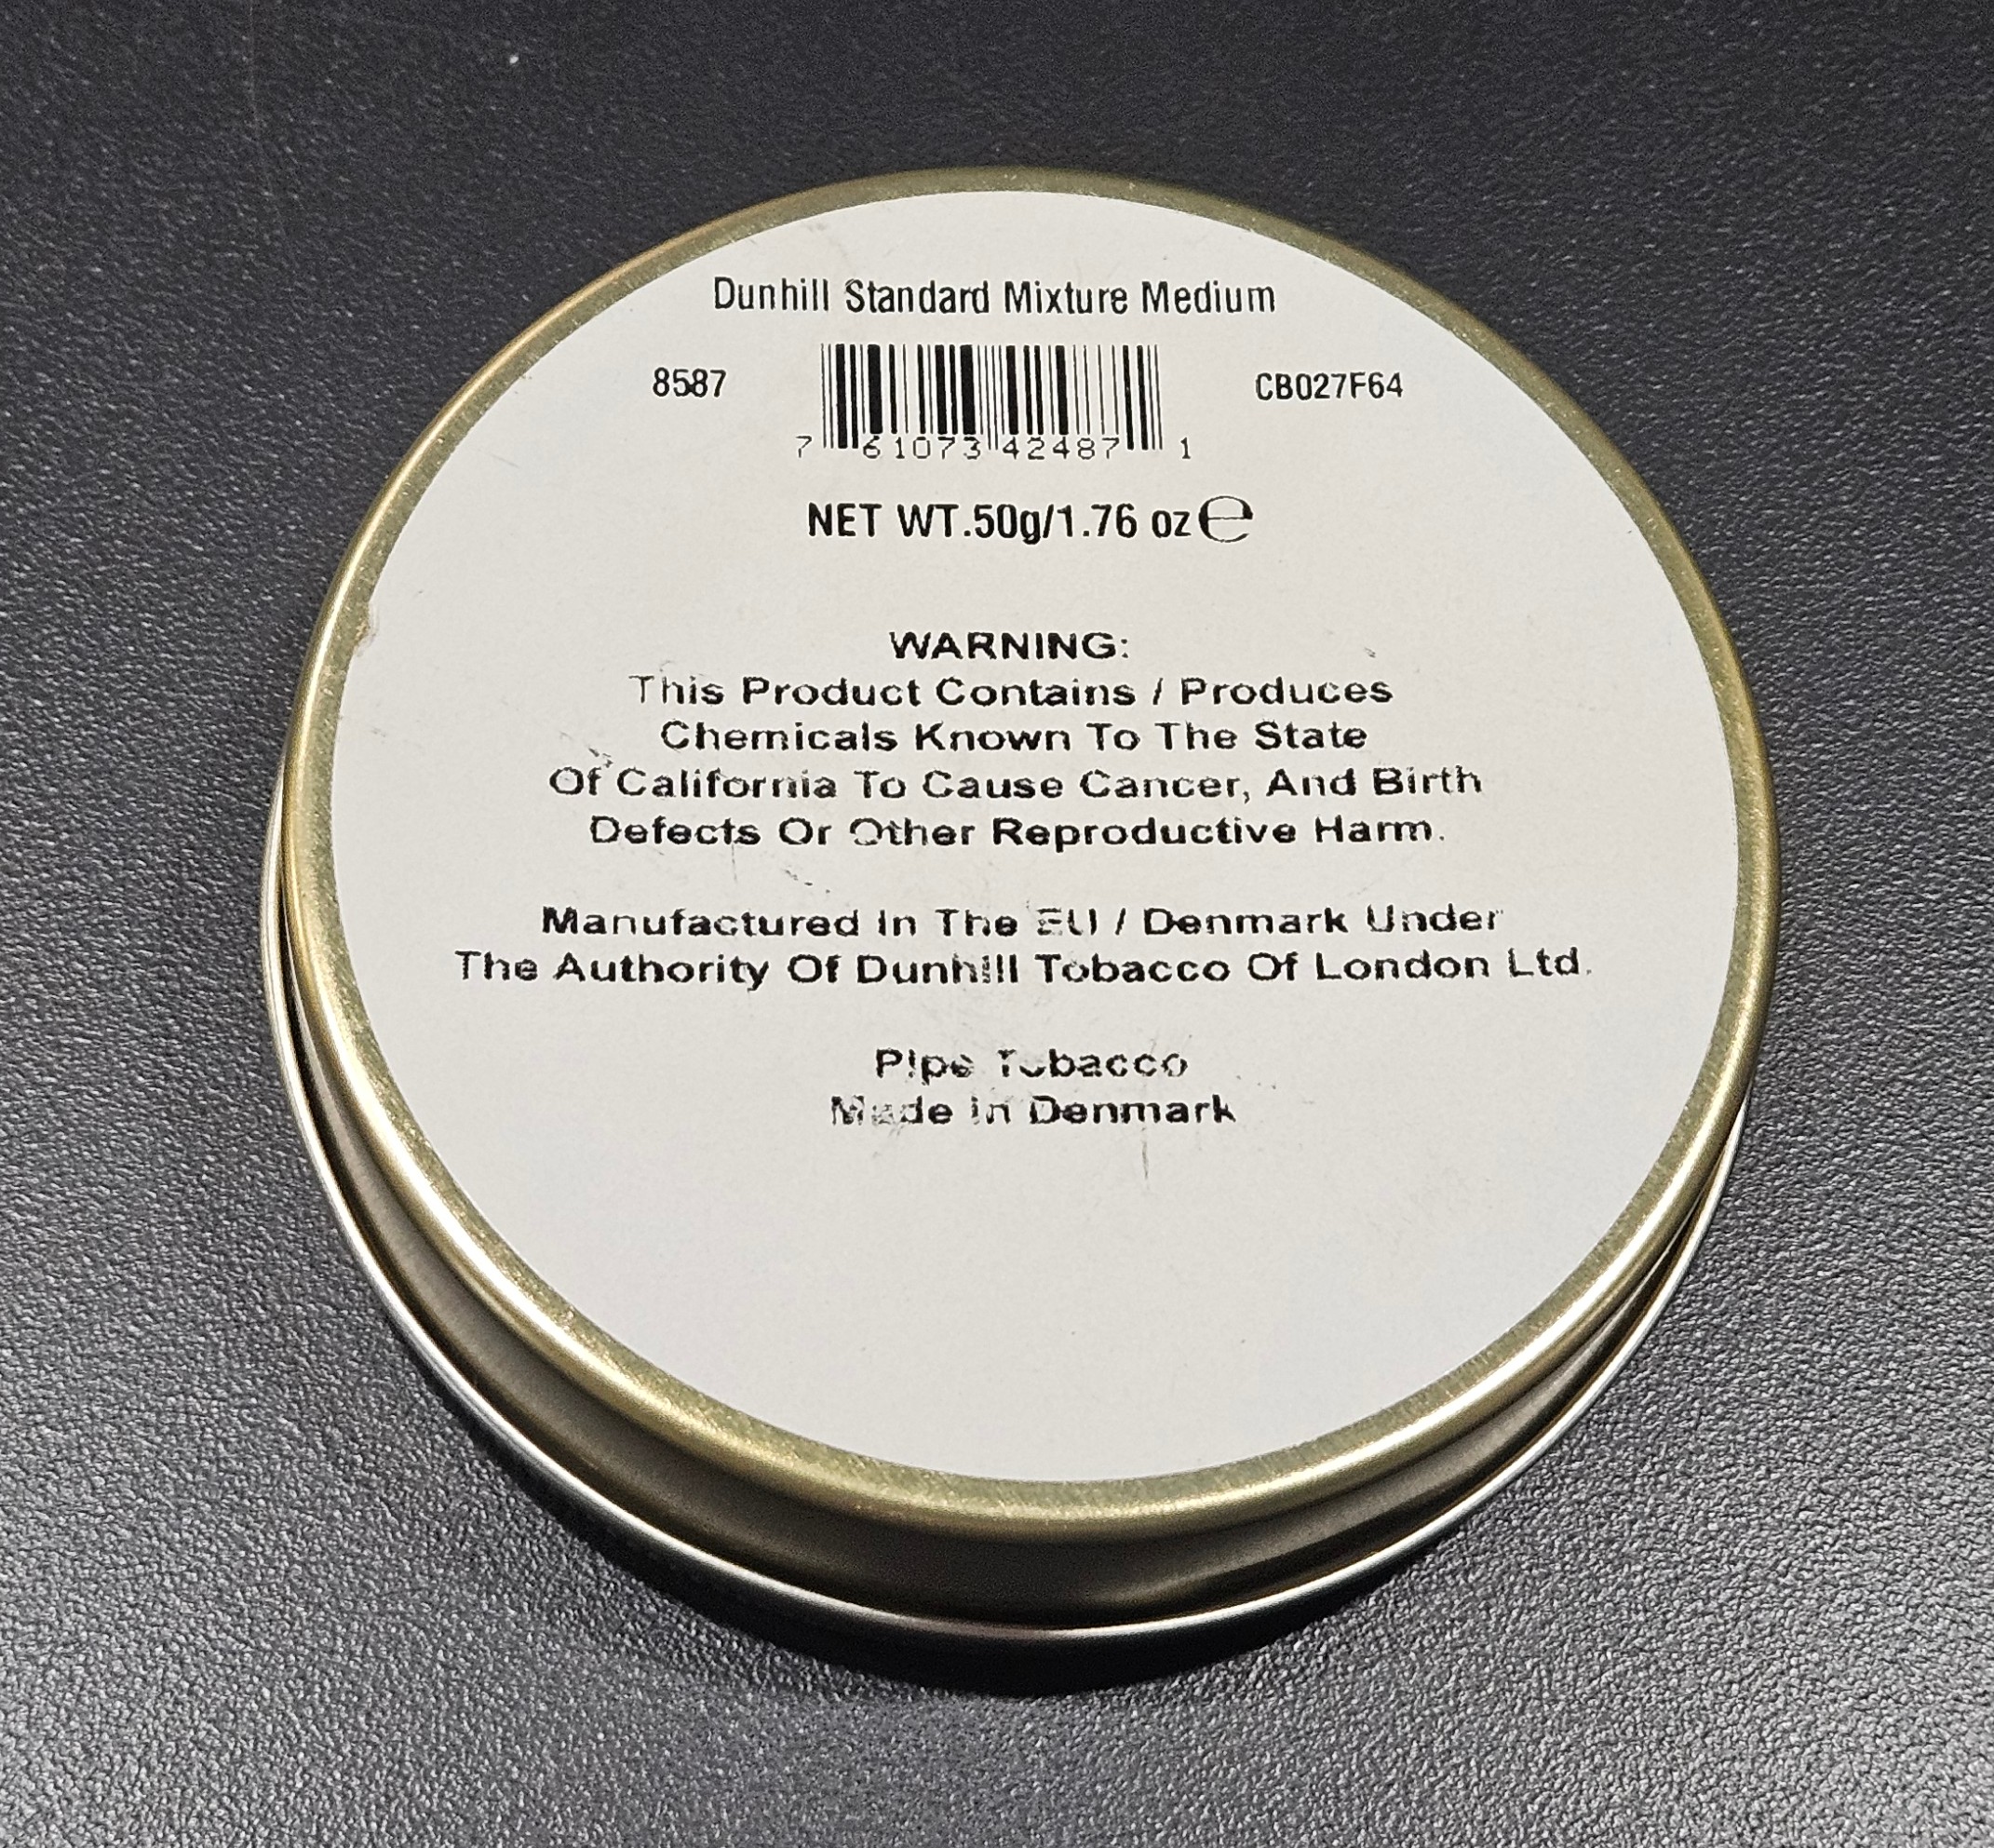 Dunhill Standard Mixture Medium
8587
CB027F64
7 61073 42487 1
NET WT.50g/1.76 oz ℮
WARNING:
This Product Contains / Produces
Chemicals Known To The State
Of California To Cause Cancer, And Birth
Defects Or Other Reproductive Harm.
Manufactured In The EU / Denmark Under
The Authority Of Dunhill Tobacco Of London Ltd.
Pipe Tobacco
Made In Denmark